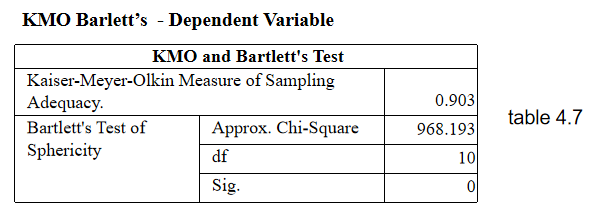 KMO Barlett’s - Dependent Variable
KMO and Bartlett's Test
Kaiser-Meyer-Olkin Measure of Sampling
Adequacy. 0.903
Bartlett's Test of Approx. Chi-Square 968.193
Sphericity df 10
Sig. 0
table 4.7